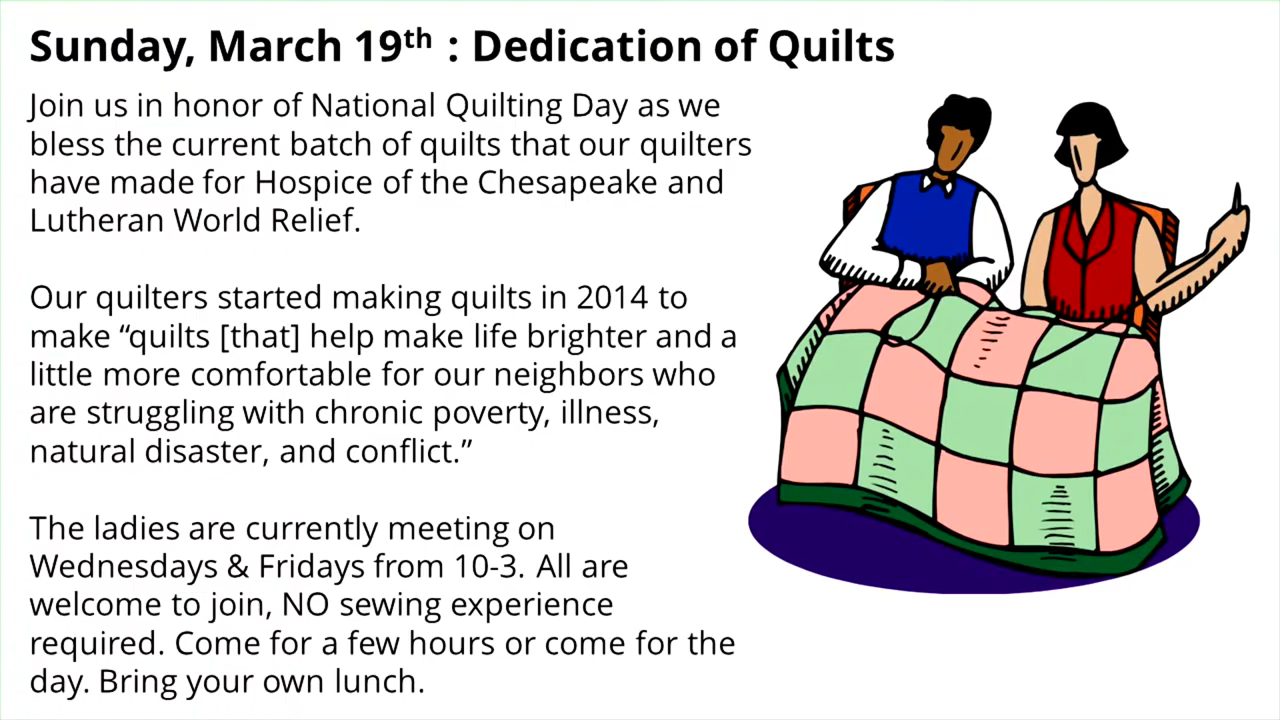 Sunday, March 19th : Dedication of Quilts
Join us in honor of National Quilting Day as we
bless the current batch of quilts that our quilters
have made for Hospice of the Chesapeake and
Lutheran World Relief.
Our quilters started making quilts in 2014 to
make “quilts [that] help make life brighter and a
little more comfortable for our neighbors who
are struggling with chronic poverty, illness,
natural disaster, and conflict.”
The ladies are currently meeting on
Wednesdays & Fridays from 10-3. All are
welcome to join, NO sewing experience
required. Come for a few hours or come for the
day. Bring your own lunch.